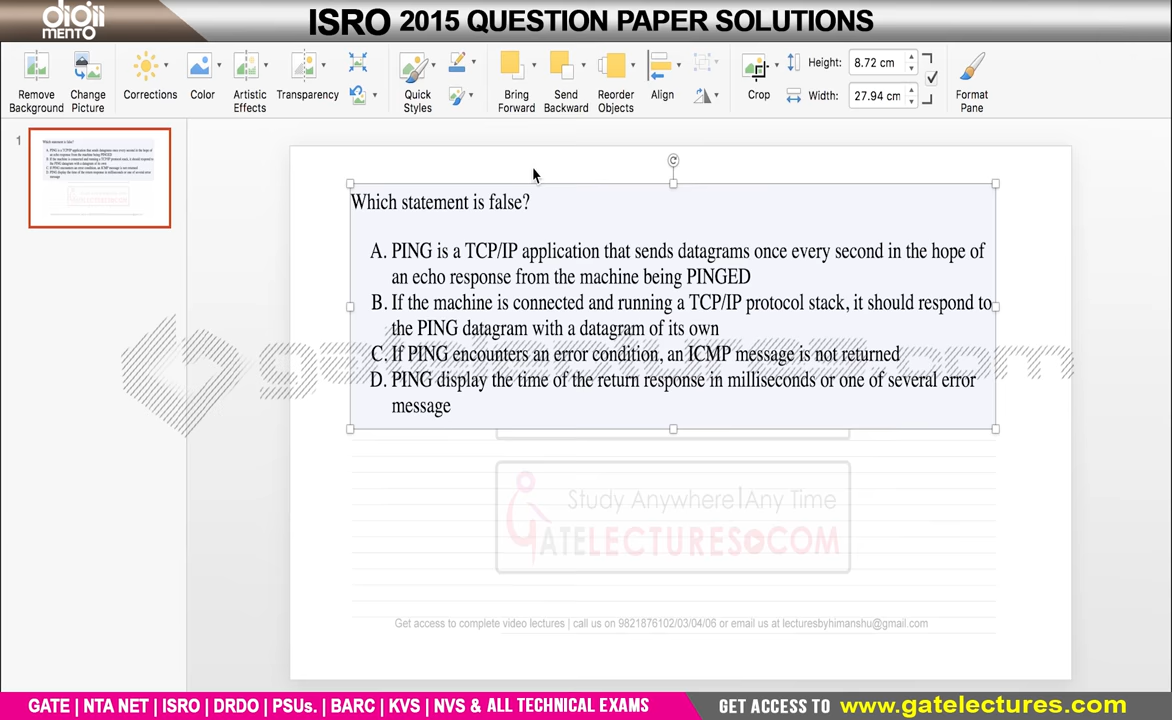 digii
mento
ISRO 2015 QUESTION PAPER SOLUTIONS
Remove Background
Change Picture
Corrections
Color
Artistic Effects
Transparency
Quick Styles
Bring Forward
Send Backward
Reorder Objects
Align
Crop
Height: 8.72 cm
Width: 27.94 cm
Format Pane
1
Which statement is false?
A. PING is a TCP/IP application that sends datagrams once every second in the hope of
an echo response from the machine being PINGED
B. If the machine is connected and running a TCP/IP protocol stack, it should respond to
the PING datagram with a datagram of its own
C. If PING encounters an error condition, an ICMP message is not returned
D. PING display the time of the return response in milliseconds or one of several error
message
gatelectures.com
Study Anywhere|Any Time
GATELECTURES.COM
Get access to complete video lectures | call us on 9821876102/03/04/06 or email us at lecturesbyhimanshu@gmail.com
GATE | NTA NET | ISRO | DRDO | PSUs. | BARC | KVS | NVS & ALL TECHNICAL EXAMS
GET ACCESS TO www.gatelectures.com